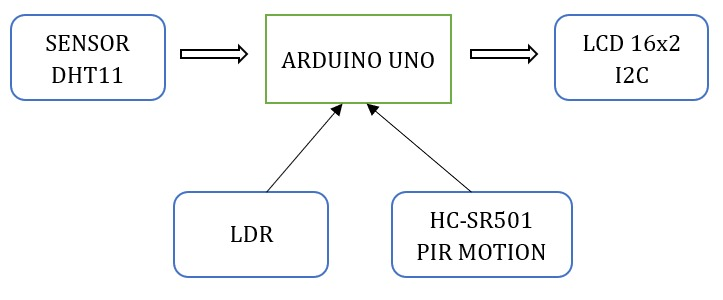 SENSOR
DHT11
ARDUINO UNO
LCD 16x2
I2C
LDR
HC-SR501
PIR MOTION